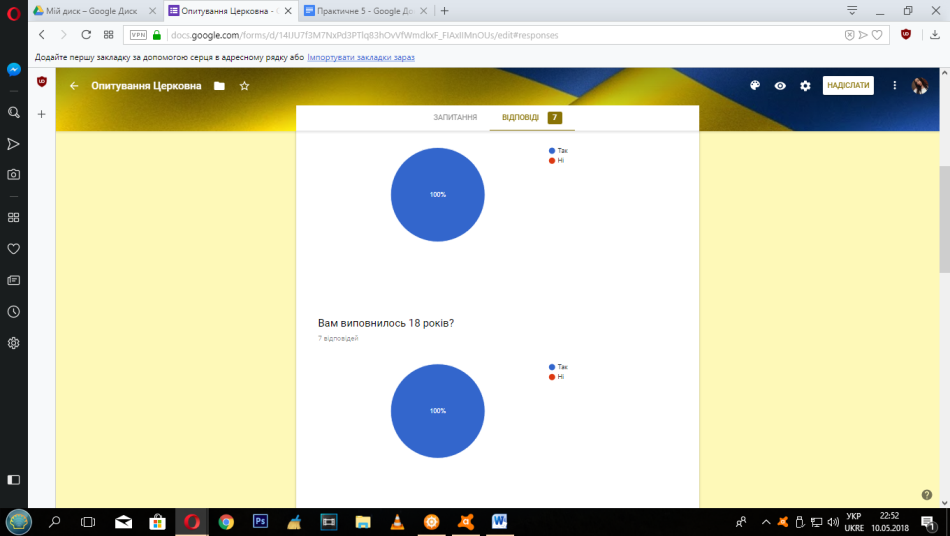 Мій диск – Google Диск
Опитування Церковна - G
Практичне 5 - Google До
VPN
docs.google.com/forms/d/
/edit#responses
Додайте першу закладку за допомогою серця в адресному рядку або Імпортувати закладки зараз
Опитування Церковна
НАДІСЛАТИ
ЗАПИТАННЯ
ВІДПОВІДІ 7
100%
Так
Ні
Вам виповнилось 18 років?
7 відповідей
100%
Так
Ні
Ps
W
УКР
UKRE
22:52
10.05.2018
1